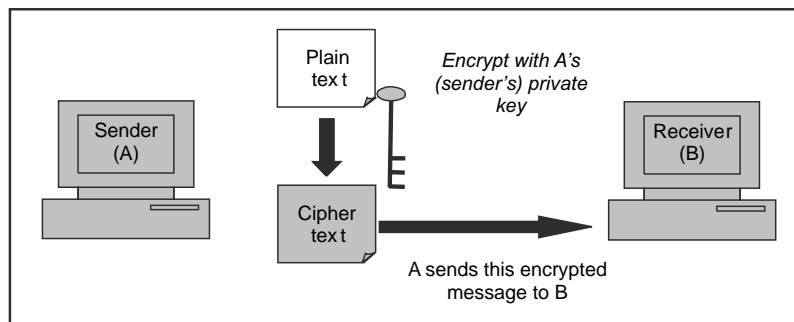 Plain
tex t
Encrypt with A's
(sender's) private
key
Sender
(A)
Receiver
(B)
Cipher
tex t
A sends this encrypted
message to B